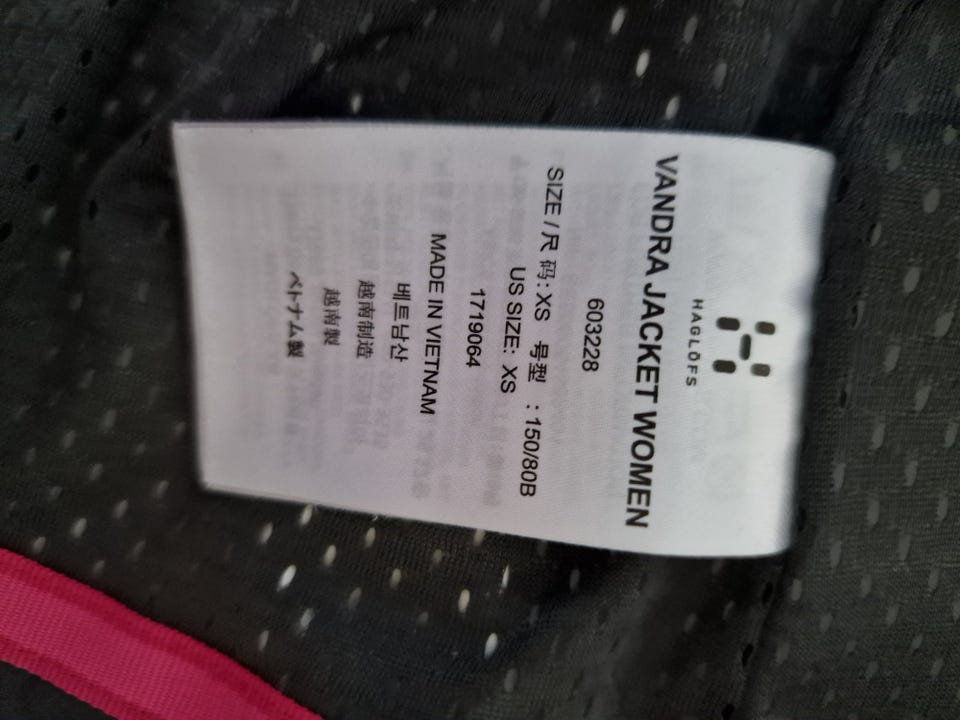 HAGLÖFS
VANDRA JACKET WOMEN
603228
SIZE / 尺 码: XS 号型 : 150/80B
US SIZE: XS
1719064
MADE IN VIETNAM
베트남산
越南制造
越南製
ベトナム製